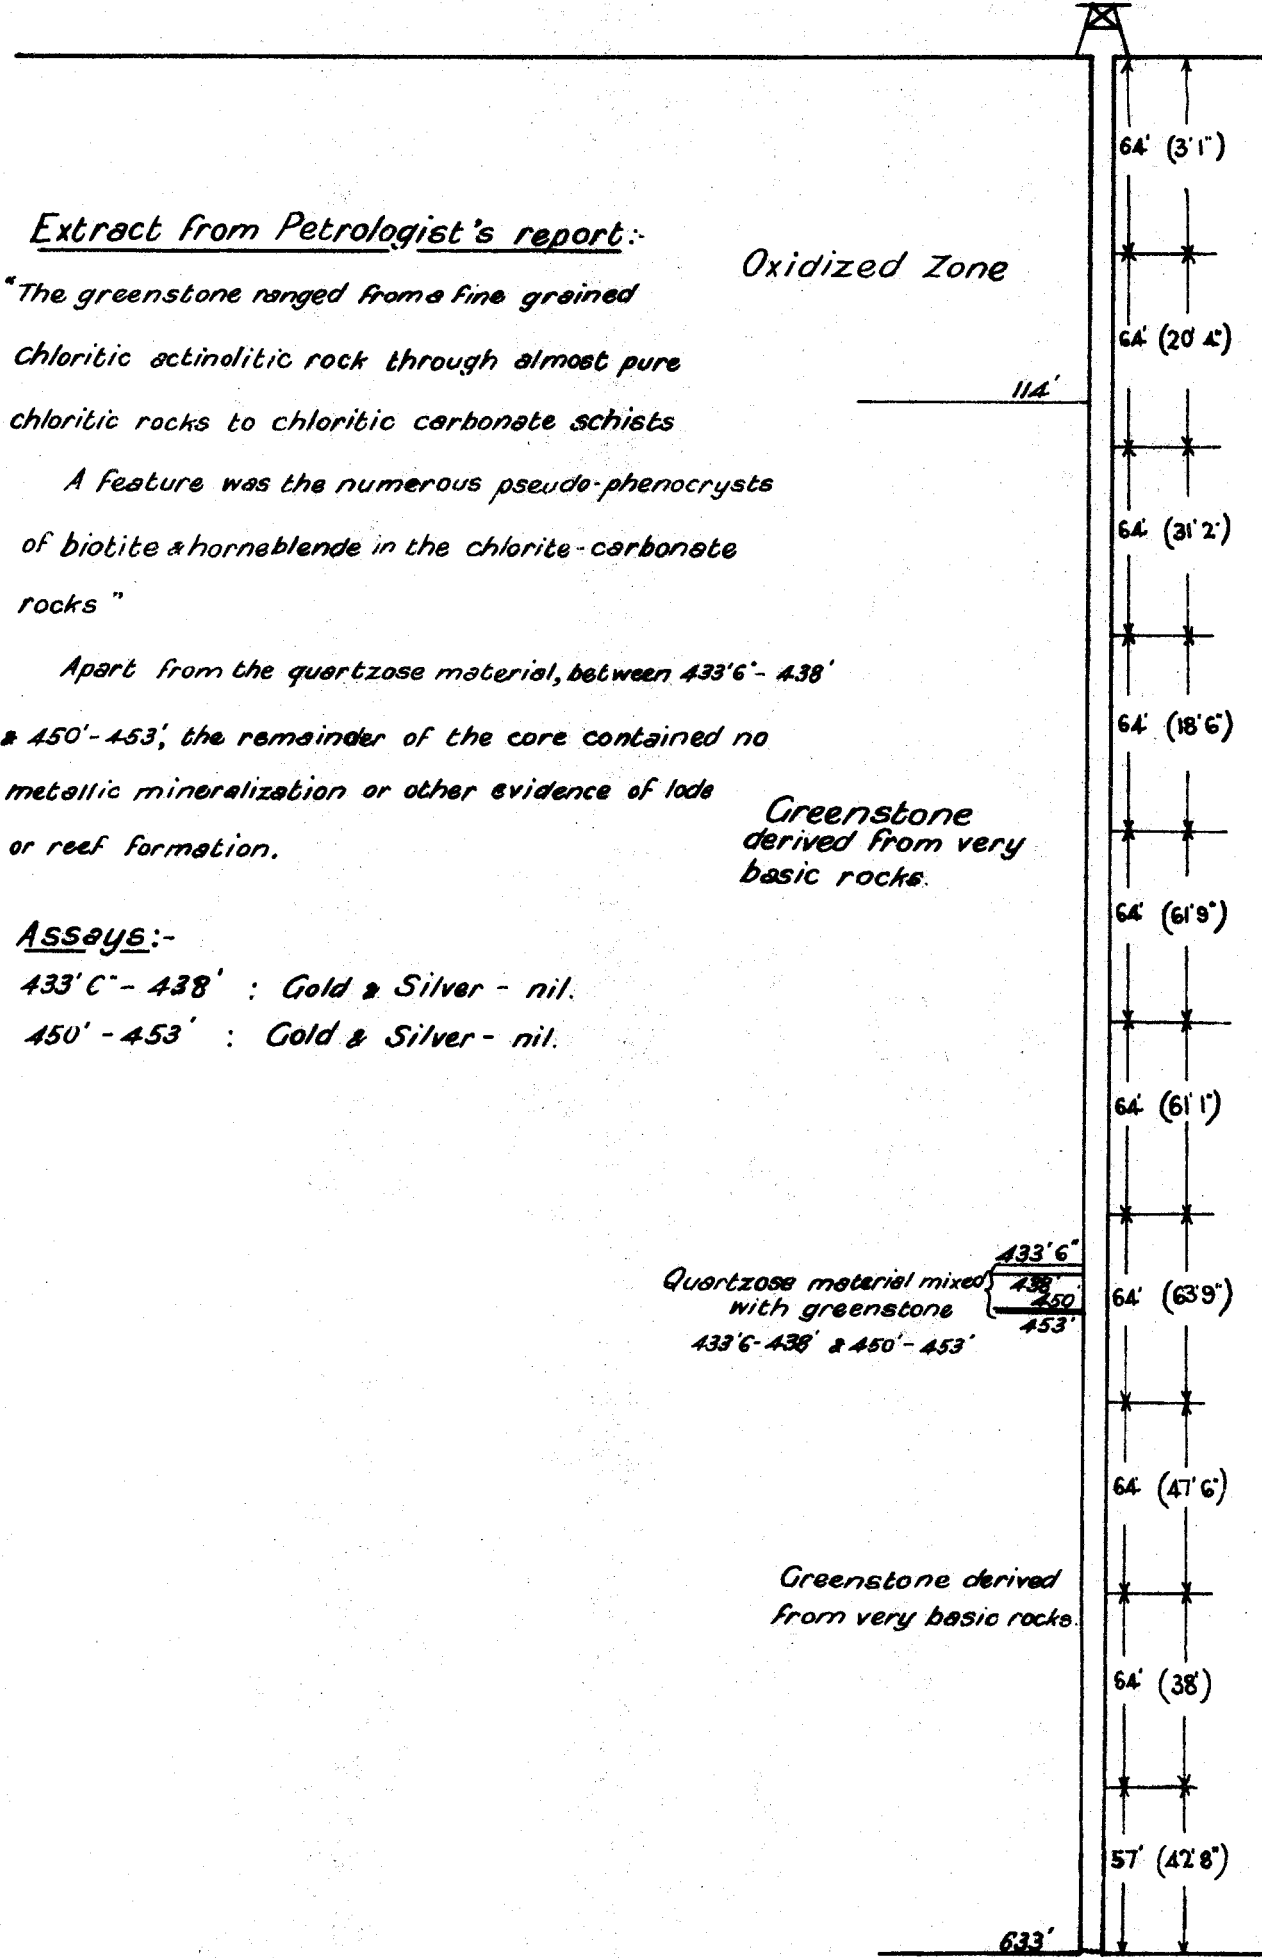 Extract from Petrologist's report:-
"The greenstone ranged from a fine grained
Chloritic actinolitic rock through almost pure
chloritic rocks to chloritic carbonate schists
A feature was the numerous pseudo-phenocrysts
of biotite & horneblende in the chlorite-carbonate
rocks"
Apart from the quartzose material, between 433'6"- 438'
& 450'-453', the remainder of the core contained no
metallic mineralization or other evidence of lode
or reef formation.
Assays:-
433'6"- 438' : Gold & Silver - nil.
450' - 453' : Gold & Silver - nil.
Oxidized Zone
114'
Greenstone
derived from very
basic rocks.
433'6"
438'
450'
453'
Quartzose material mixed
with greenstone
433'6-438' & 450'-453'
Greenstone derived
from very basic rocks.
633'
64' (3'1")
64' (20'4")
64' (31'2")
64' (18'6")
64' (61'9")
64' (61'1")
64' (63'9")
64' (47'6")
64' (38')
57' (42'8")